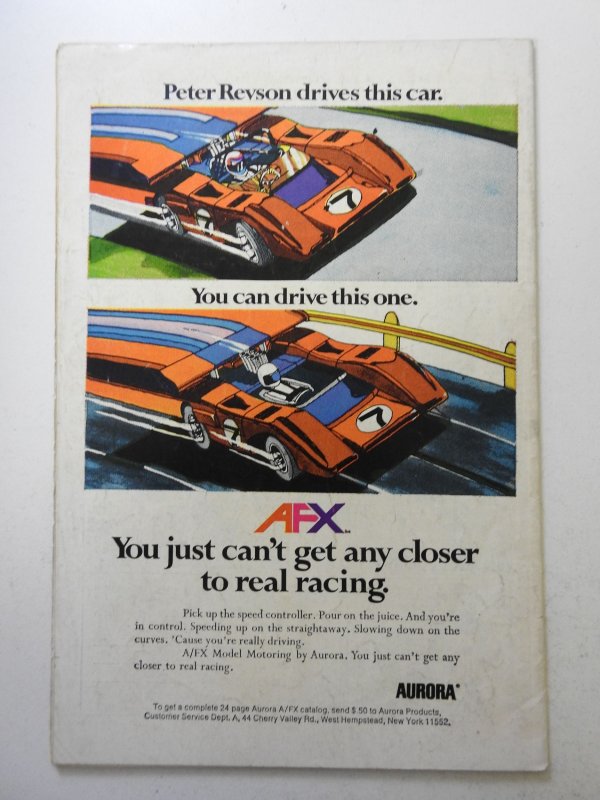 Peter Revson drives this car.
7
7
You can drive this one.
7
7
AFX
You just can't get any closer
to real racing.
Pick up the speed controller. Pour on the juice. And you're
in control. Speeding up on the straightaway. Slowing down on the
curves. 'Cause you're really driving.
A/FX Model Motoring by Aurora. You just can't get any
closer to real racing.
AURORA®
To get a complete 24 page Aurora A/FX catalog, send $.50 to Aurora Products,
Customer Service Dept. A, 44 Cherry Valley Rd., West Hempstead, New York 11552.